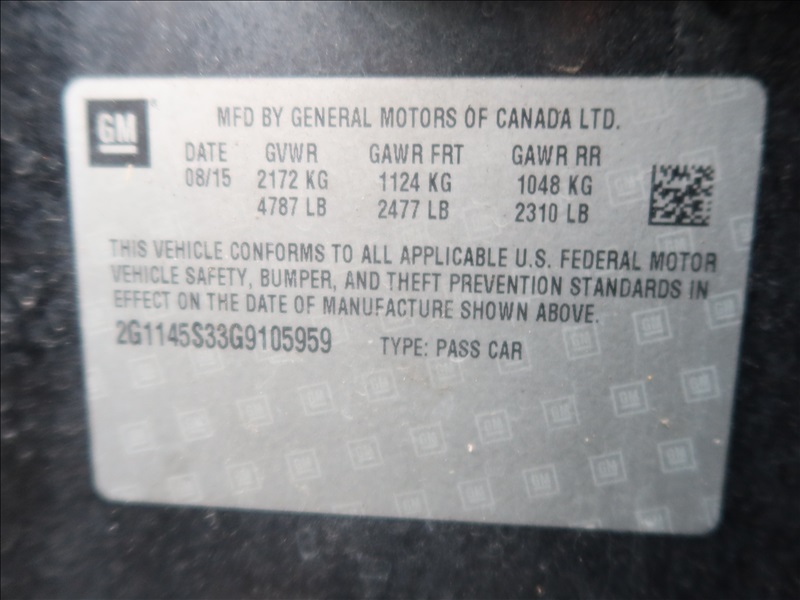 GM
MFD BY GENERAL MOTORS OF CANADA LTD.
DATE GVWR GAWR FRT GAWR RR
08/15 2172 KG 1124 KG 1048 KG
4787 LB 2477 LB 2310 LB
THIS VEHICLE CONFORMS TO ALL APPLICABLE U.S. FEDERAL MOTOR
VEHICLE SAFETY, BUMPER, AND THEFT PREVENTION STANDARDS IN
EFFECT ON THE DATE OF MANUFACTURE SHOWN ABOVE.
2G1145S33G9105959 TYPE: PASS CAR